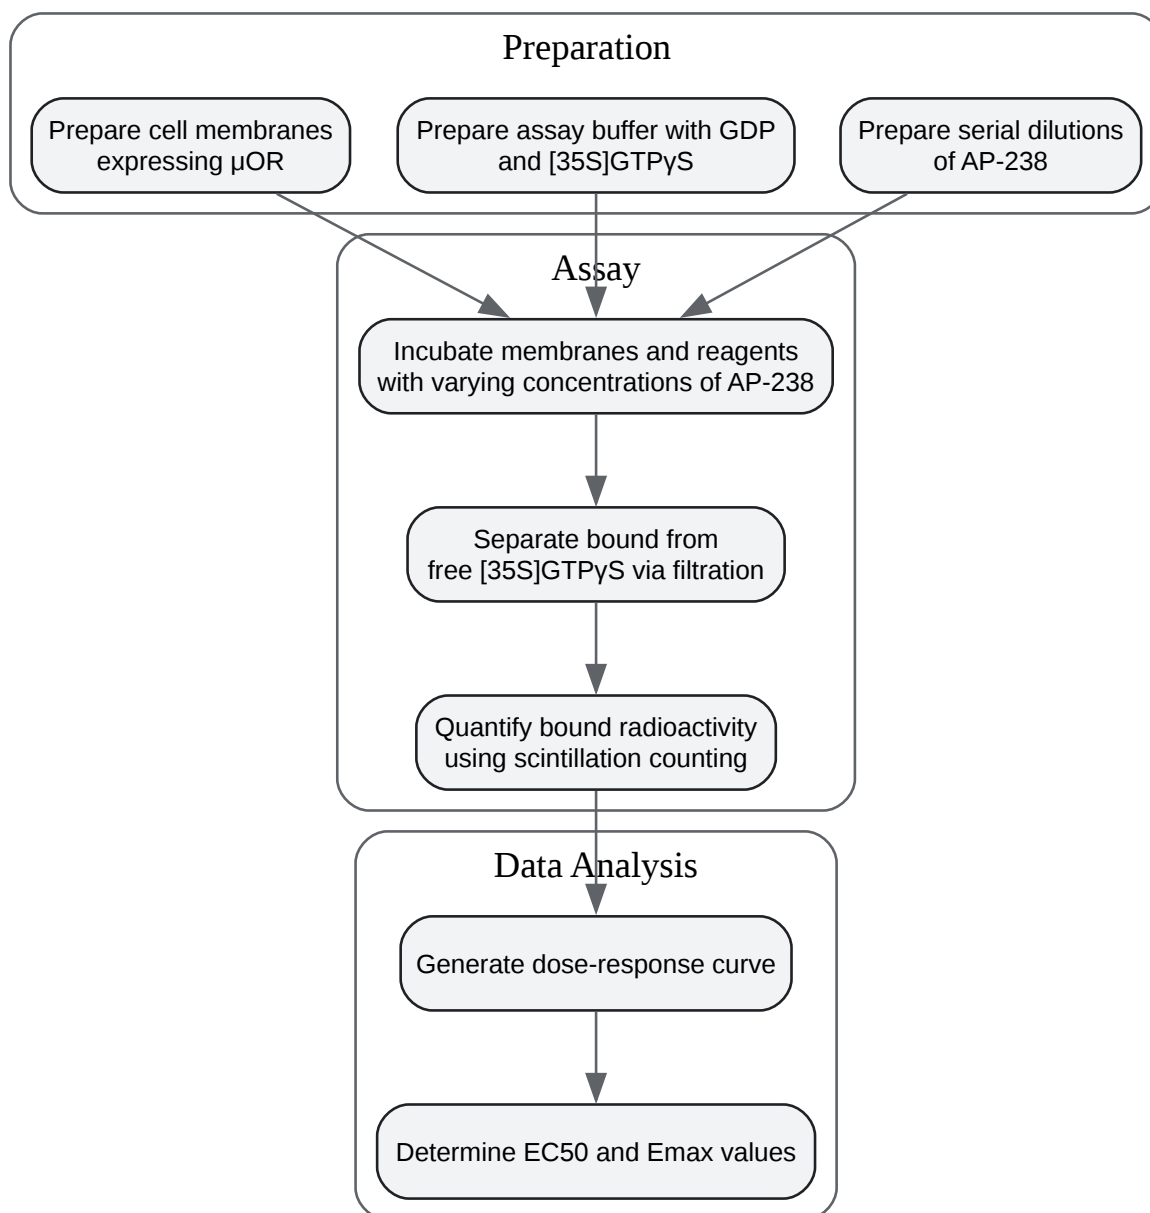 Preparation
Prepare cell membranes
expressing μOR
Prepare assay buffer with GDP
and [35S]GTPγS
Prepare serial dilutions
of AP-238
Assay
Incubate membranes and reagents
with varying concentrations of AP-238
Separate bound from
free [35S]GTPγS via filtration
Quantify bound radioactivity
using scintillation counting
Data Analysis
Generate dose-response curve
Determine EC50 and Emax values